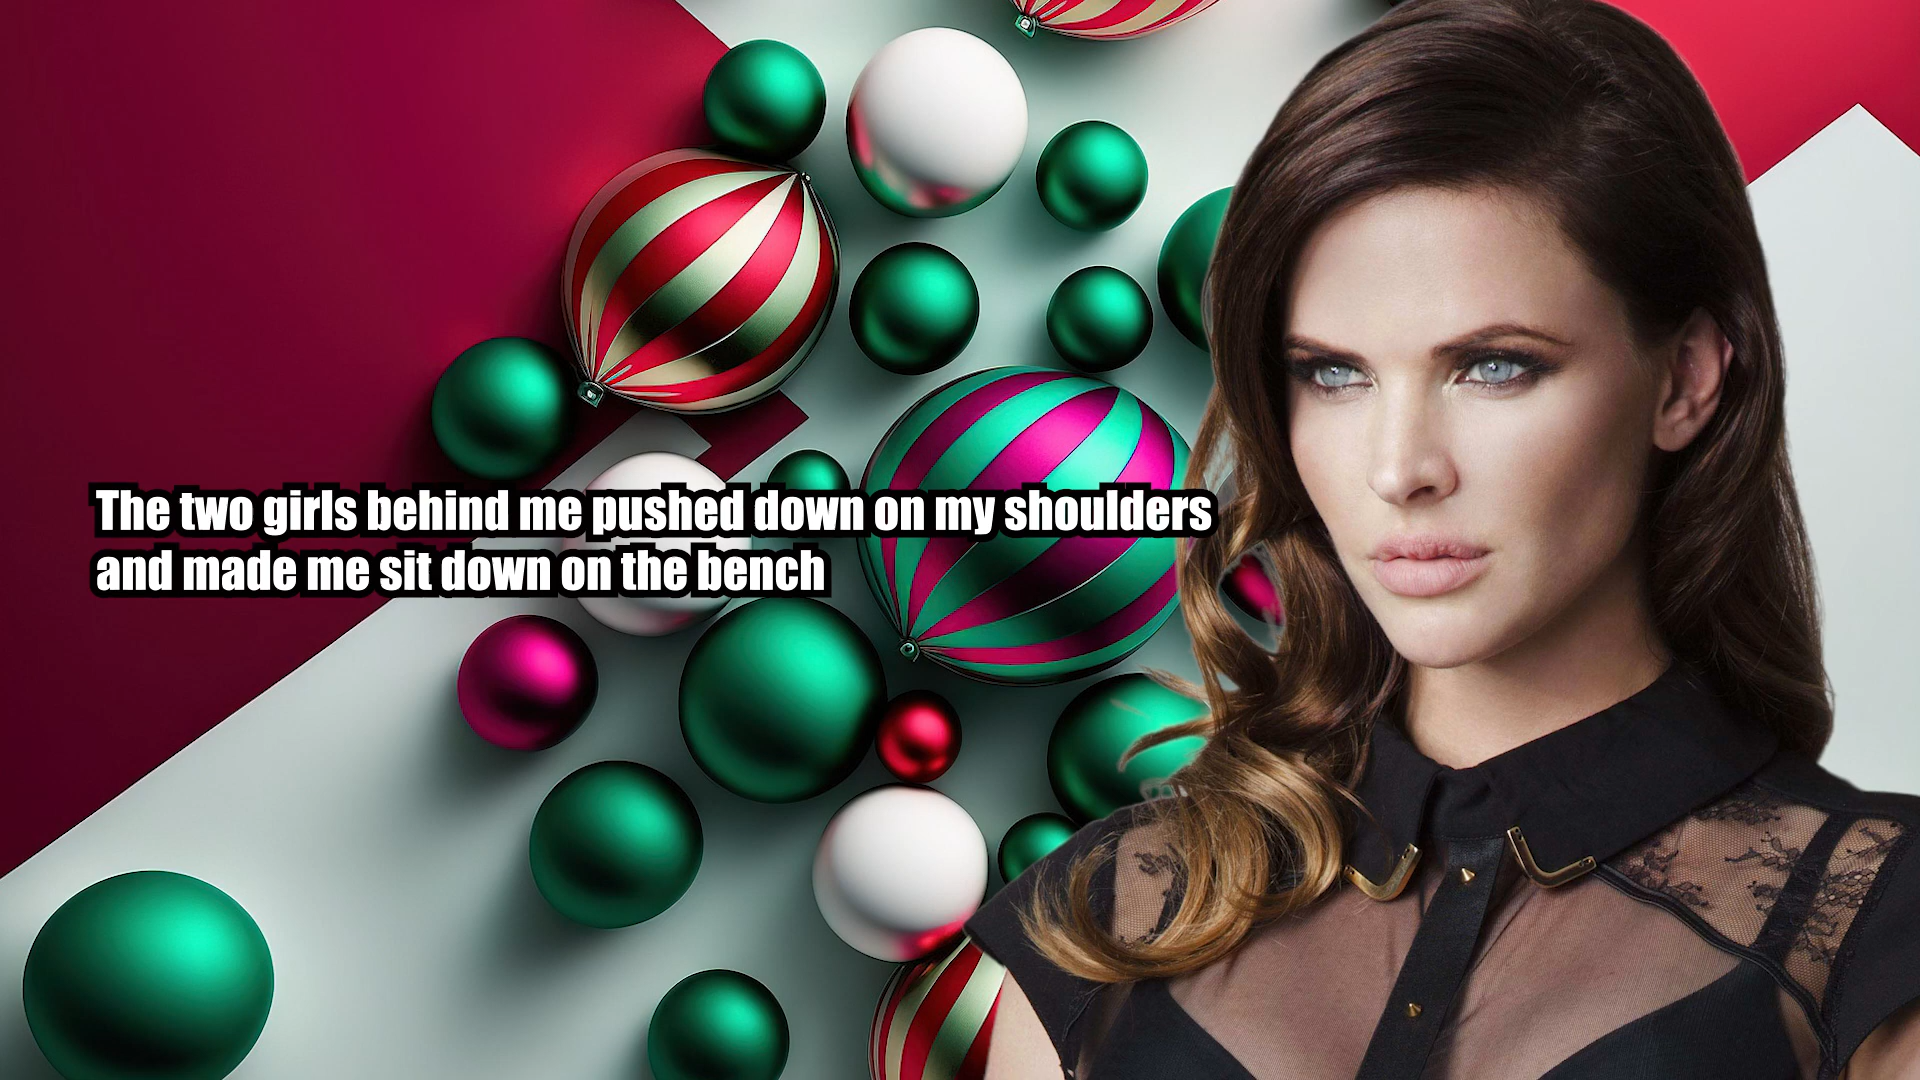 The two girls behind me pushed down on my shoulders
and made me sit down on the bench